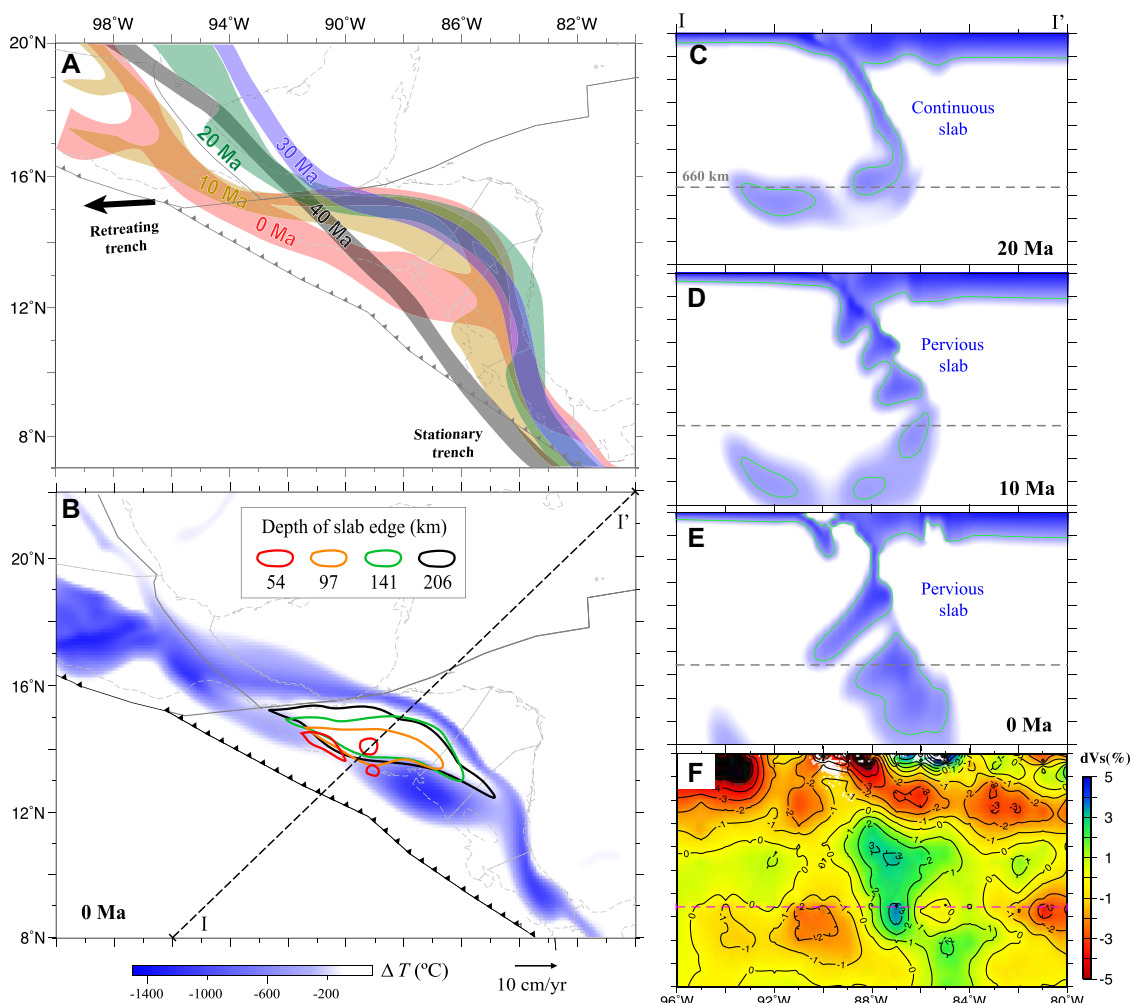 98°W 94°W 90°W 86°W 82°W
20°N
16°N
12°N
8°N
A
40 Ma
30 Ma
20 Ma
10 Ma
0 Ma
Retreating
trench
Stationary
trench
B
I'
Depth of slab edge (km)
54 97 141 206
20°N
16°N
12°N
8°N
0 Ma
I
Δ T (ºC)
-1400 -1000 -600 -200
10 cm/yr
I I'
C
Continuous
slab
660 km
20 Ma
D
Pervious
slab
10 Ma
E
Pervious
slab
0 Ma
F
dVs(%)
5
3
1
-1
-3
-5
96°W 92°W 88°W 84°W 80°W